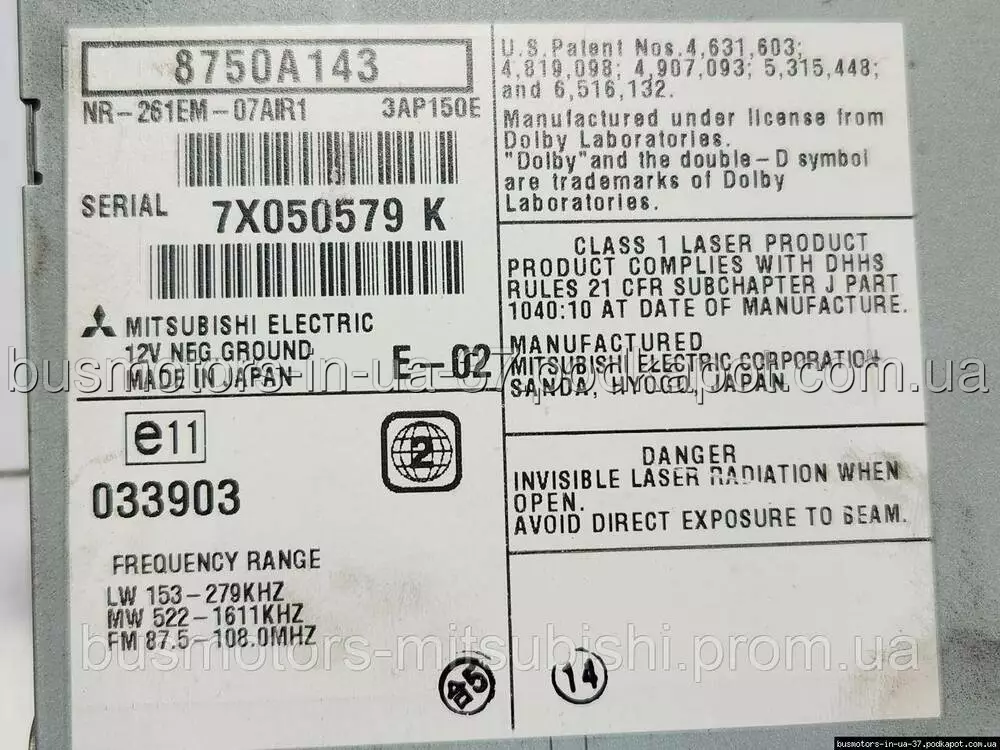 8750A143
NR-261EM-07AIR1 3AP150E
SERIAL 7X050579 K
MITSUBISHI ELECTRIC
12V NEG GROUND
MADE IN JAPAN
E-02
e11
2
033903
FREQUENCY RANGE
LW 153-279KHZ
MW 522-1611KHZ
FM 87.5-108.0MHZ
U.S.Patent Nos.4,631,603;
4,819,098; 4,907,093; 5,315,448;
and 6,516,132.
Manufactured under license from
Dolby Laboratories.
"Dolby"and the double-D symbol
are trademarks of Dolby
Laboratories.
CLASS 1 LASER PRODUCT
PRODUCT COMPLIES WITH DHHS
RULES 21 CFR SUBCHAPTER J PART
1040:10 AT DATE OF MANUFACTURE.
MANUFACTURED
MITSUBISHI ELECTRIC CORPORATION
SANDA, HYOGO, JAPAN.
DANGER
INVISIBLE LASER RADIATION WHEN
OPEN.
AVOID DIRECT EXPOSURE TO BEAM.
14
busmotors-in-ua-37.podkapot.com.ua
busmotors-mitsubishi.prom.ua
busmotors-in-ua-37.podkapot.com.ua